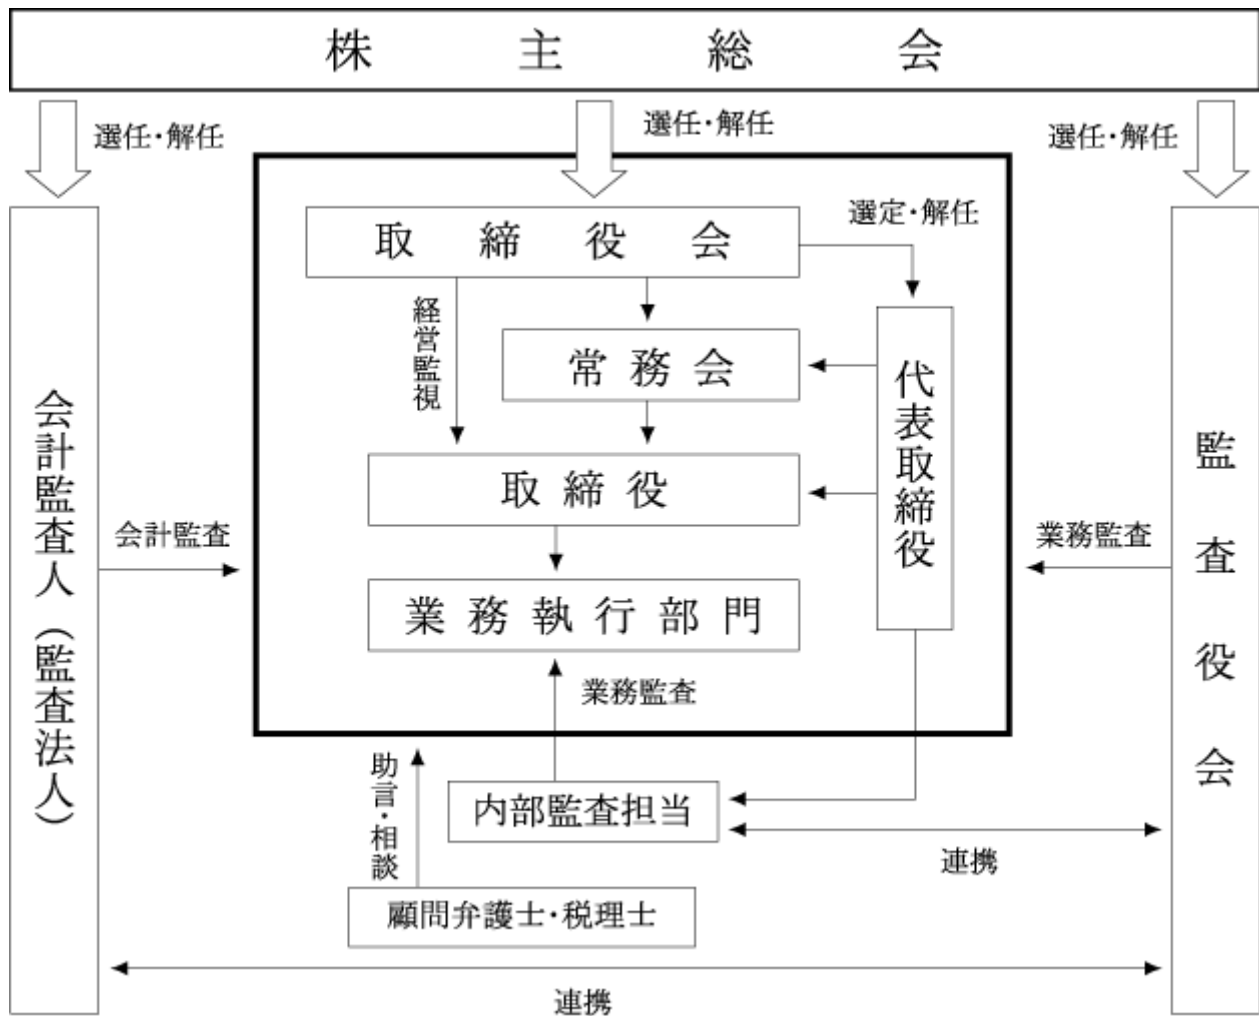 株主総会
選任・解任
選任・解任
選任・解任
取締役会
選定・解任
経営監視
常務会
代表取締役
取締役
会計監査人（監査法人）
会計監査
監査役会
業務監査
業務執行部門
業務監査
助言・相談
内部監査担当
連携
顧問弁護士・税理士
連携